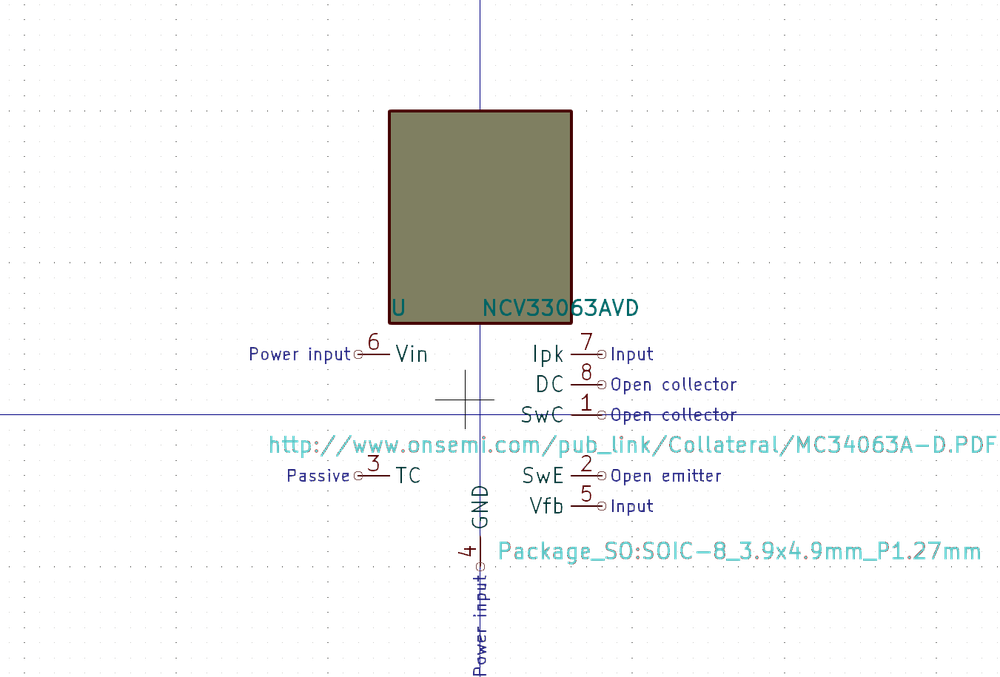 U NCV33063AVD
Power input 6 Vin Ipk 7 Input
DC 8 Open collector
SwC 1 Open collector
http://www.onsemi.com/pub_link/Collateral/MC34063A-D.PDF
Passive 3 TC SwE 2 Open emitter
Vfb 5 Input
GND
4
Power input
Package_SO:SOIC-8_3.9x4.9mm_P1.27mm